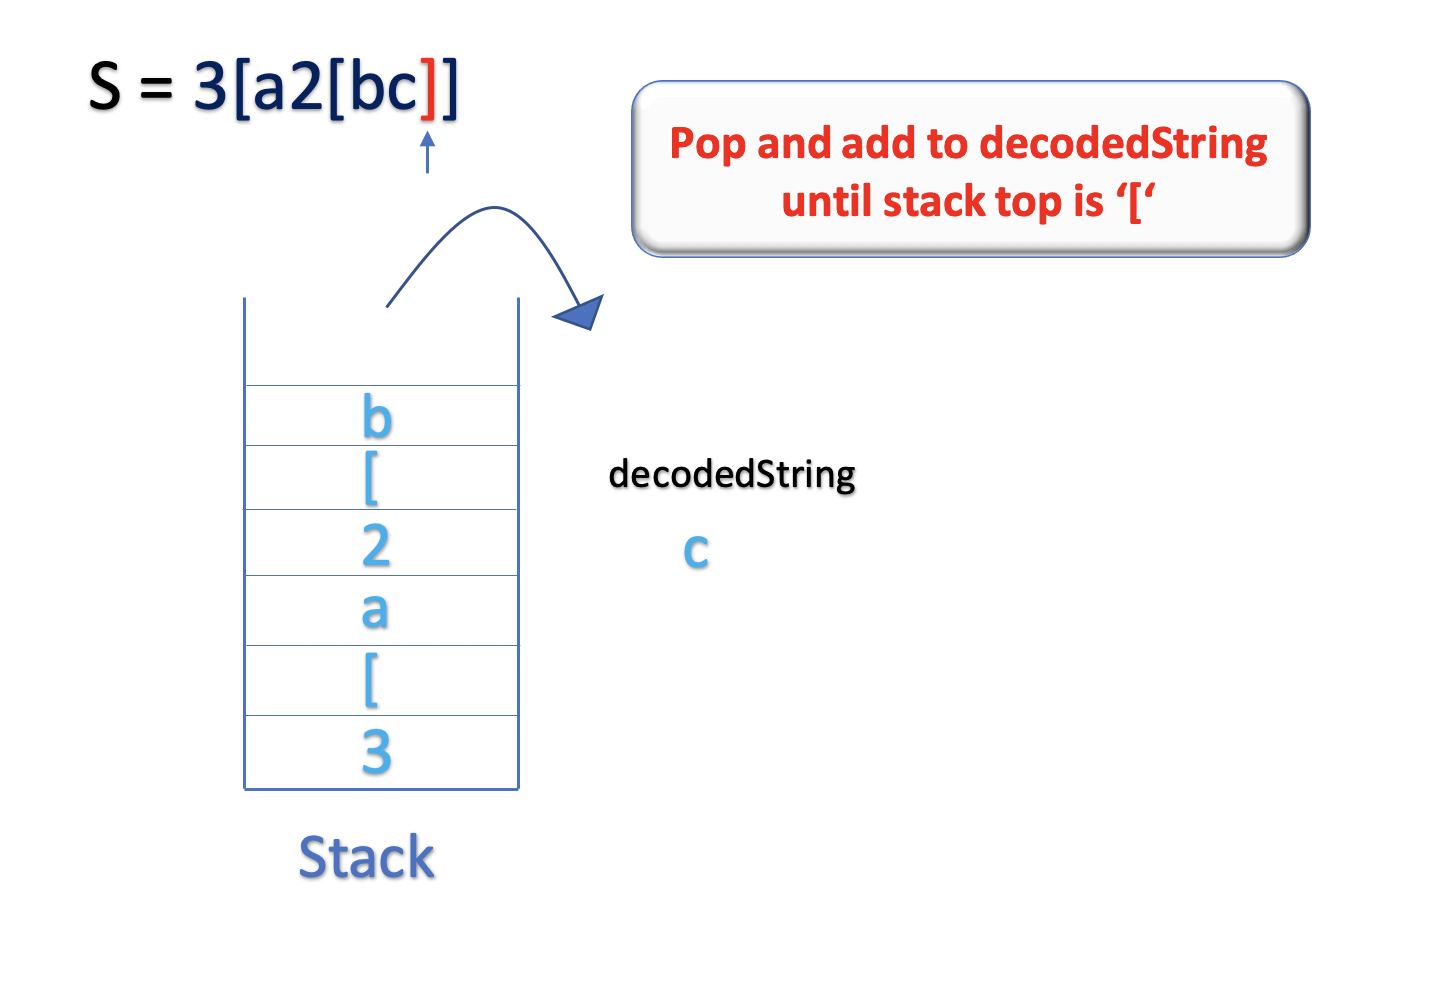 S = 3[a2[bc]]
Pop and add to decodedString
until stack top is ‘[‘
b
[
2
a
[
3
decodedString
c
Stack